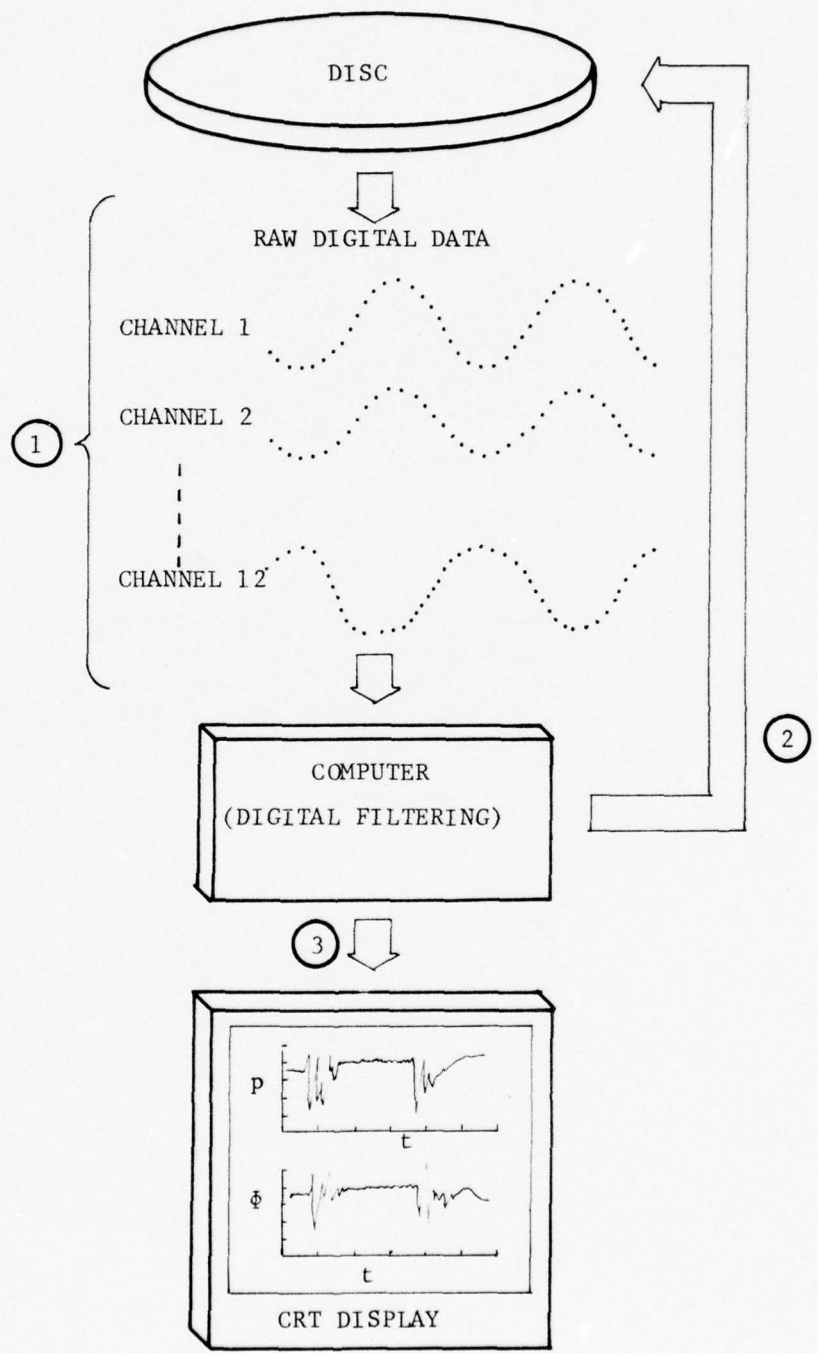 DISC
RAW DIGITAL DATA
CHANNEL 1
CHANNEL 2
1
CHANNEL 12
2
COMPUTER
(DIGITAL FILTERING)
3
p
t
Φ
t
CRT DISPLAY